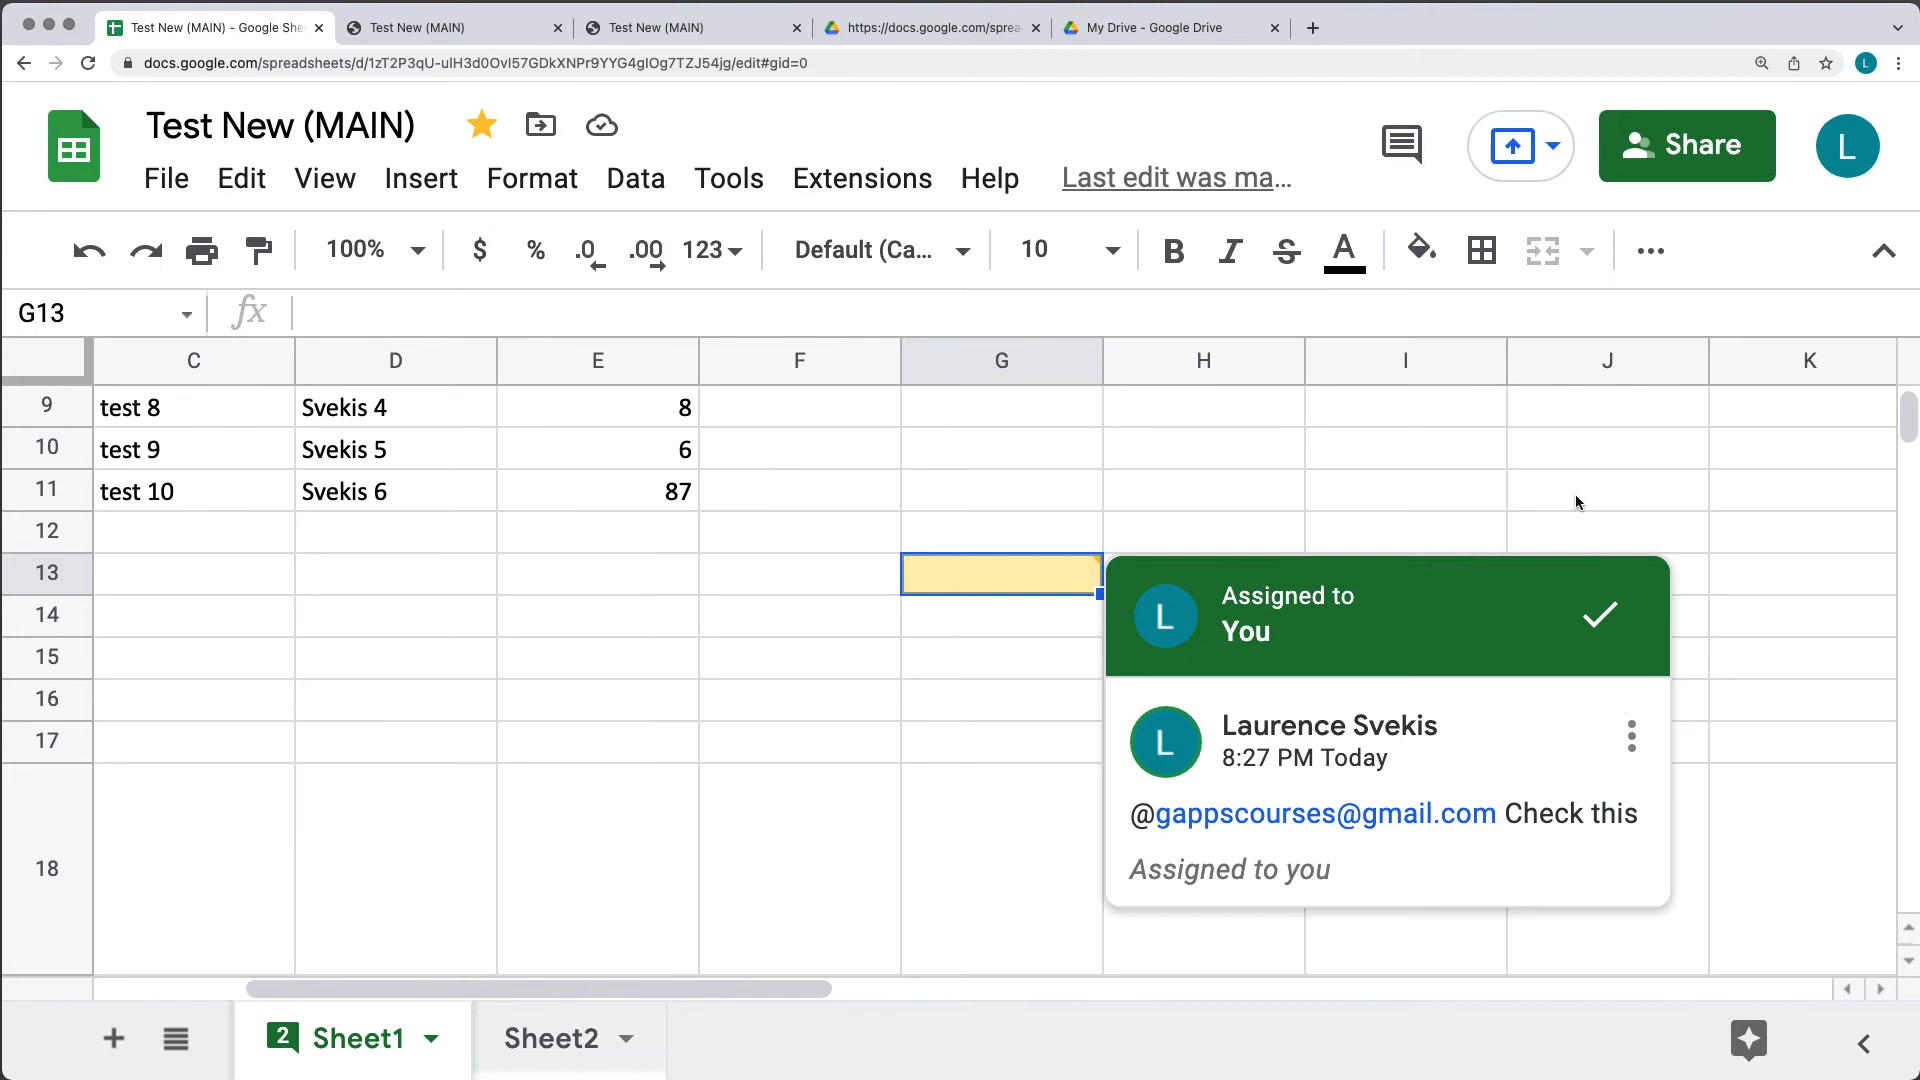 Test New (MAIN) - Google She
Test New (MAIN)
Test New (MAIN)
https://docs.google.com/sprea
My Drive - Google Drive
docs.google.com/spreadsheets/d/1zT2P3qU-uIH3d0Ovl57GDkXNPr9YYG4gIOg7TZJ54jg/edit#gid=0
L
Test New (MAIN)
Share
L
File Edit View Insert Format Data Tools Extensions Help Last edit was ma...
100% $ % .0 .00 123 Default (Ca... 10 B I S A
G13 fx
C D E F G H I J K
9 test 8 Svekis 4 8
10 test 9 Svekis 5 6
11 test 10 Svekis 6 87
12
13
14
15
16
17
18
L
Assigned to
You
L
Laurence Svekis
8:27 PM Today
@gappscourses@gmail.com Check this
Assigned to you
2 Sheet1 Sheet2